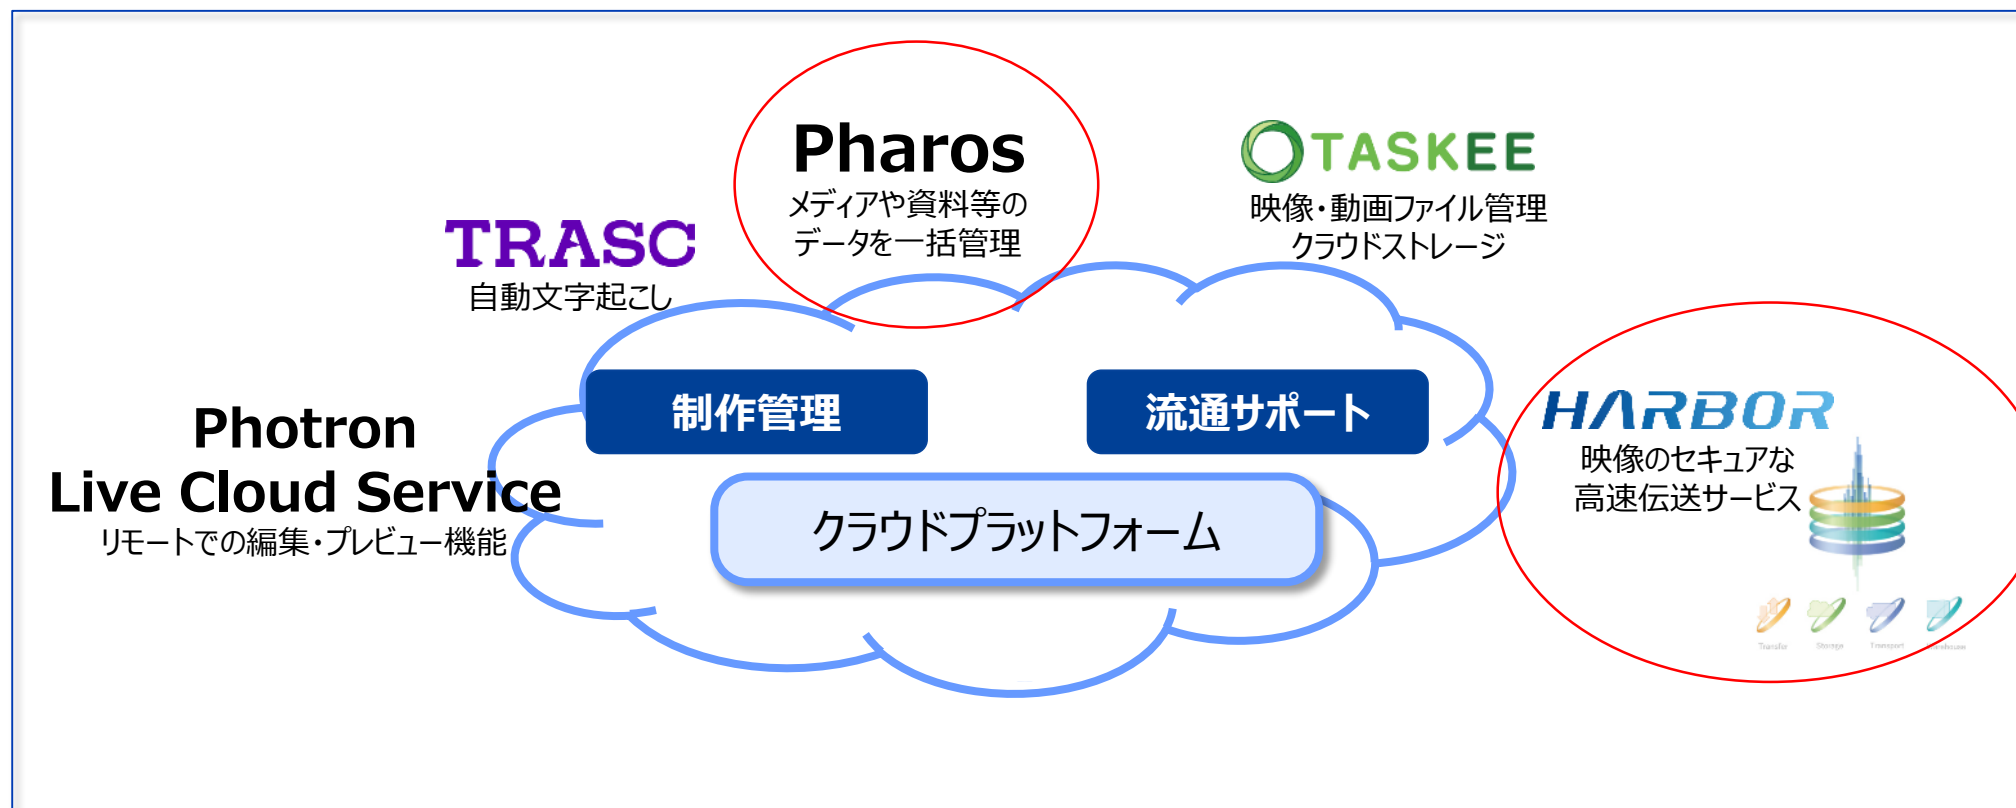 Pharos
メディアや資料等の
データを一括管理
TASKEE
映像・動画ファイル管理
クラウドストレージ
TRASC
自動文字起こし
制作管理
流通サポート
HARBOR
映像のセキュアな
高速伝送サービス
Photron
Live Cloud Service
リモートでの編集・プレビュー機能
クラウドプラットフォーム
Transfer
Storage
Transport